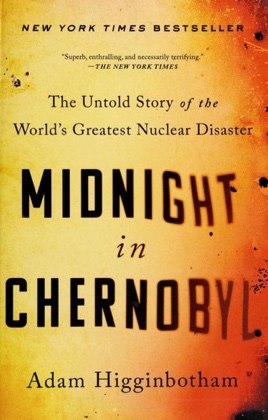 NEW YORK TIMES BESTSELLER
"Superb, enthralling, and necessarily terrifying."
—THE NEW YORK TIMES
The Untold Story of the
World's Greatest Nuclear Disaster
MIDNIGHT
in
CHERNOBYL
Adam Higginbotham